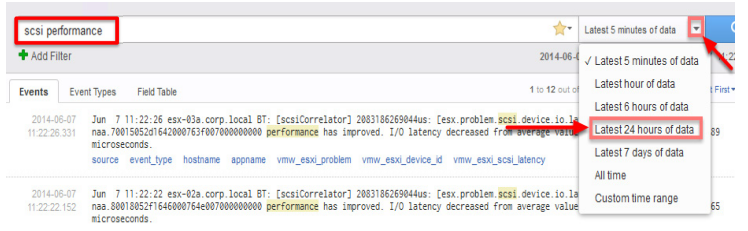 scsi performance
Latest 5 minutes of data
Add Filter
2014-06-0
✓ Latest 5 minutes of data
Latest hour of data
Latest 6 hours of data
Latest 24 hours of data
Latest 7 days of data
All time
Custom time range
11:22
Events Event Types Field Table
1 to 12 out of
First
2014-06-07
11:22:26.331
Jun 7 11:22:26 esx-03a.corp.local BT: [scsiCorrelator] 2083186269044us: [esx.problem.scsi.device.io.la
naa.70015052d1642000763f007000000000 performance has improved. I/O latency decreased from average value 89
microseconds.
source event_type hostname appname vmw_esxi_problem vmw_esxi_device_id vmw_esxi_scsi_latency
2014-06-07
11:22:22.152
Jun 7 11:22:22 esx-02a.corp.local BT: [scsiCorrelator] 2083186269044us: [esx.problem.scsi.device.io.la
naa.80018052f1646000764e007000000000 performance has improved. I/O latency decreased from average value 65
microseconds.